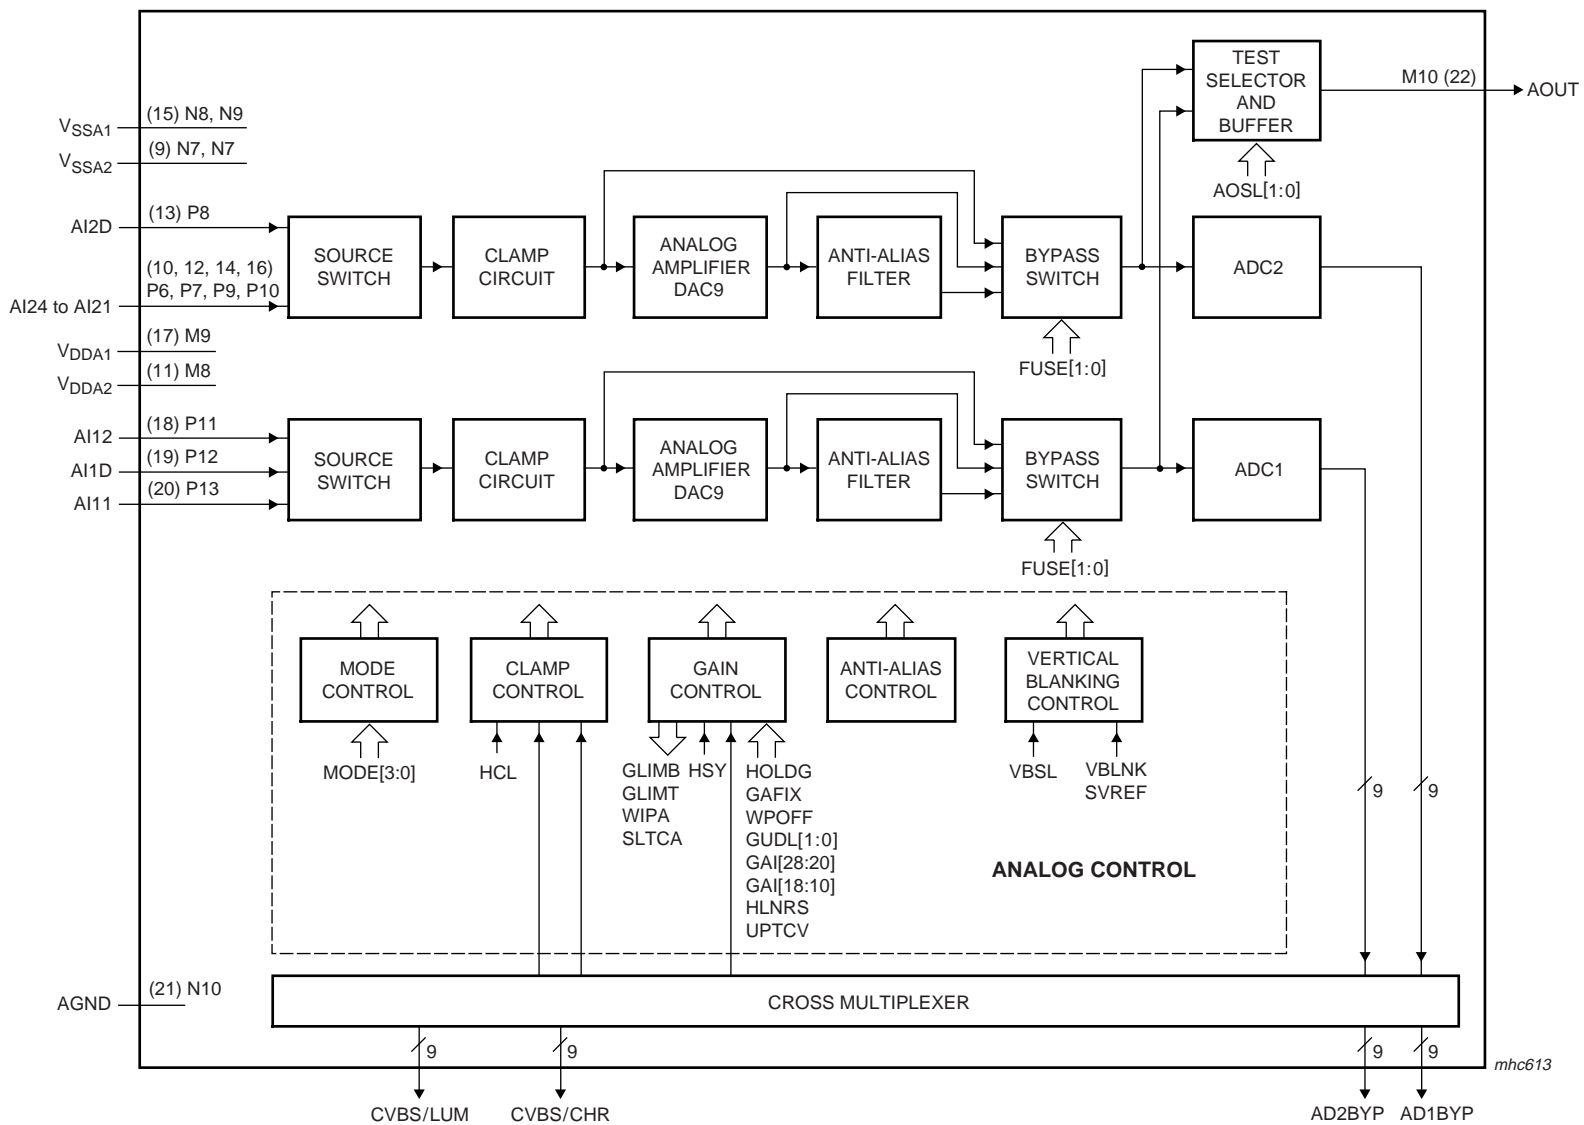 TEST
SELECTOR
AND
BUFFER
M10 (22)
AOUT
AOSL[1:0]
VSSA1
(15) N8, N9
VSSA2
(9) N7, N7
AI2D
(13) P8
AI24 to AI21
(10, 12, 14, 16)
P6, P7, P9, P10
SOURCE
SWITCH
CLAMP
CIRCUIT
ANALOG
AMPLIFIER
DAC9
ANTI-ALIAS
FILTER
BYPASS
SWITCH
ADC2
FUSE[1:0]
VDDA1
(17) M9
VDDA2
(11) M8
AI12
(18) P11
AI1D
(19) P12
AI11
(20) P13
SOURCE
SWITCH
CLAMP
CIRCUIT
ANALOG
AMPLIFIER
DAC9
ANTI-ALIAS
FILTER
BYPASS
SWITCH
ADC1
FUSE[1:0]
MODE
CONTROL
MODE[3:0]
CLAMP
CONTROL
HCL
GAIN
CONTROL
GLIMB
GLIMT
WIPA
SLTCA
HSY
HOLDG
GAFIX
WPOFF
GUDL[1:0]
GAI[28:20]
GAI[18:10]
HLNRS
UPTCV
ANTI-ALIAS
CONTROL
VERTICAL
BLANKING
CONTROL
VBSL
VBLNK
SVREF
9
9
ANALOG CONTROL
AGND
(21) N10
CROSS MULTIPLEXER
9
9
9
9
mhc613
CVBS/LUM
CVBS/CHR
AD2BYP
AD1BYP